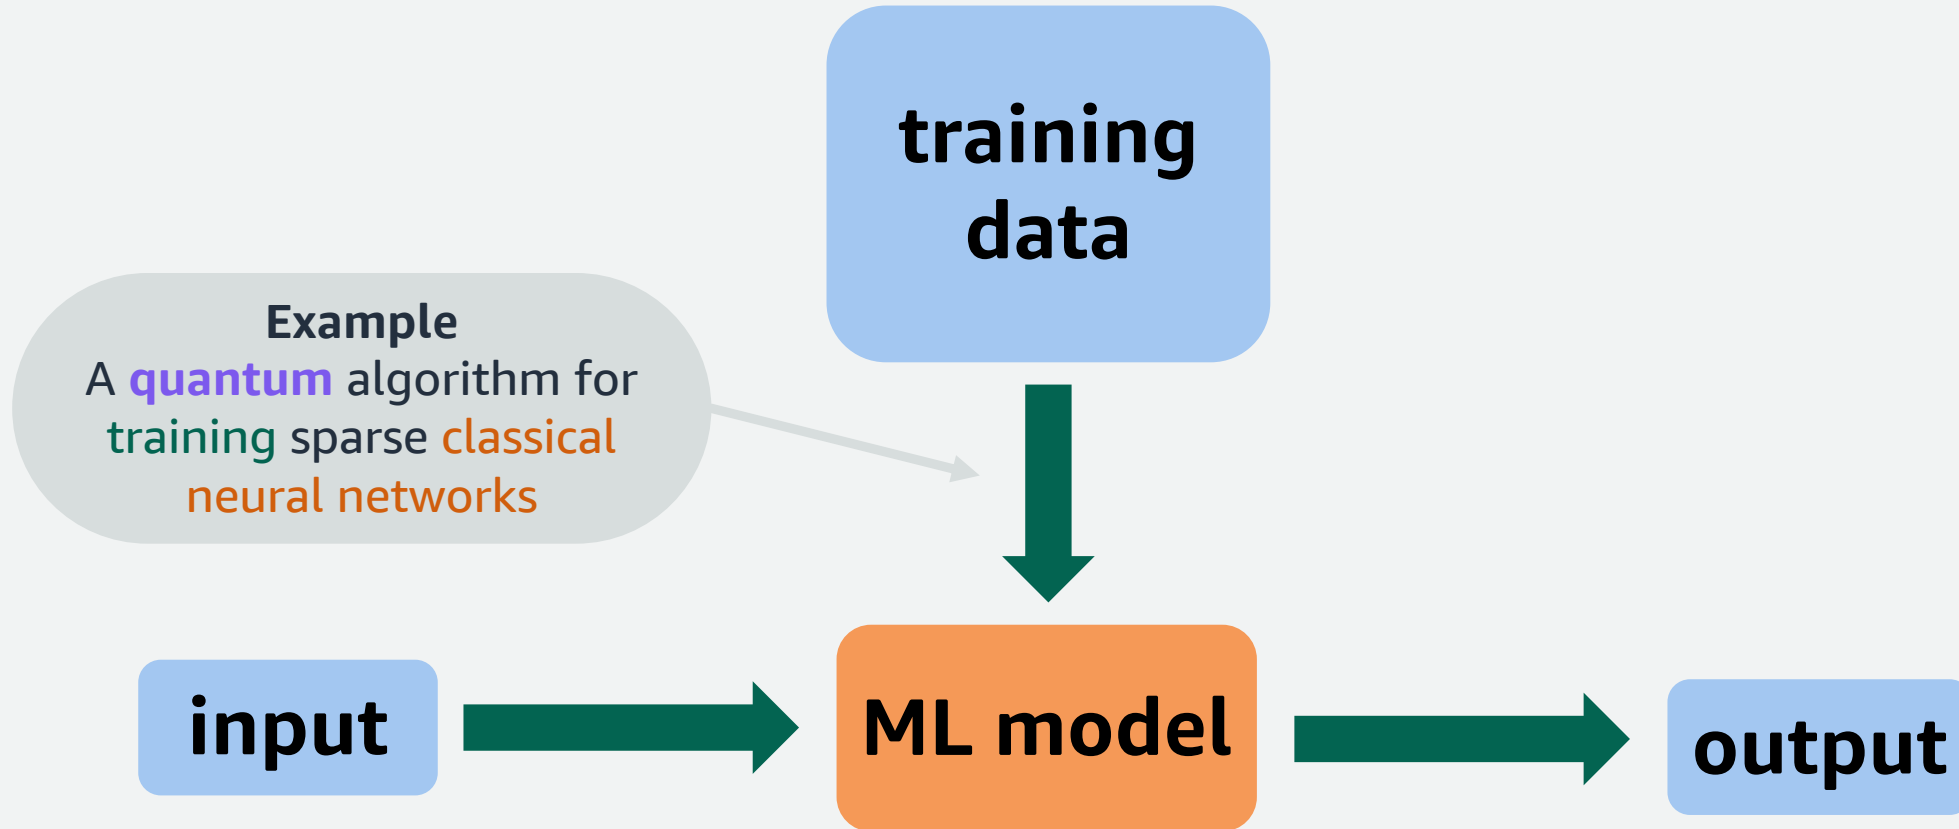 training
data
Example
A quantum algorithm for
training sparse classical
neural networks
input
ML model
output